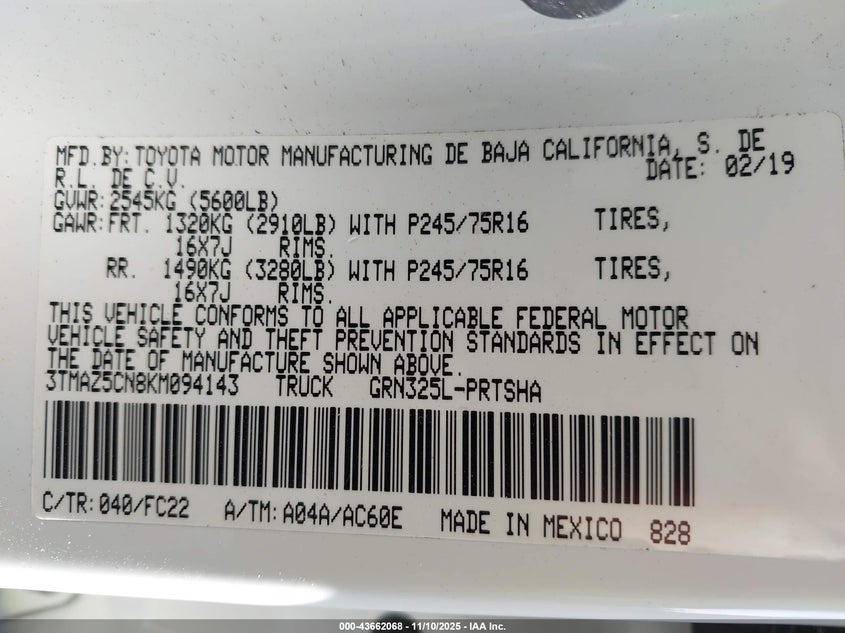 MFD.BY:TOYOTA MOTOR MANUFACTURING DE BAJA CALIFORNIA, S. DE
R.L. DE C.V. DATE: 02/19
GVWR:2545KG (5600LB)
GAWR:FRT. 1320KG (2910LB) WITH P245/75R16 TIRES,
16X7J RIMS.
RR. 1490KG (3280LB) WITH P245/75R16 TIRES,
16X7J RIMS.
THIS VEHICLE CONFORMS TO ALL APPLICABLE FEDERAL MOTOR
VEHICLE SAFETY AND THEFT PREVENTION STANDARDS IN EFFECT ON
THE DATE OF MANUFACTURE SHOWN ABOVE.
3TMAZ5CN8KM094143 TRUCK GRN325L-PRTSHA
C/TR:040/FC22 A/TM:A04A/AC60E MADE IN MEXICO 828
000-43662068 - 11/10/2025 - IAA Inc.